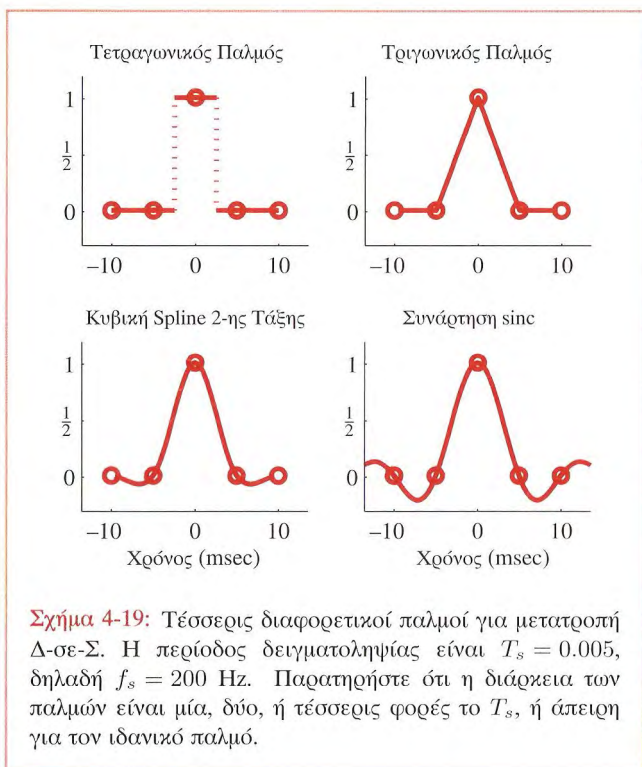 Τετραγωνικός Παλμός
Τριγωνικός Παλμός
1
1/2
0
−10 0 10
1
1/2
0
−10 0 10
Κυβική Spline 2-ης Τάξης
Συνάρτηση sinc
1
1/2
0
−10 0 10
Χρόνος (msec)
1
1/2
0
−10 0 10
Χρόνος (msec)
Σχήμα 4-19: Τέσσερις διαφορετικοί παλμοί για μετατροπή
Δ-σε-Σ. Η περίοδος δειγματοληψίας είναι Tₛ = 0.005,
δηλαδή fₛ = 200 Hz. Παρατηρήστε ότι η διάρκεια των
παλμών είναι μία, δύο, ή τέσσερις φορές το Tₛ, ή άπειρη
για τον ιδανικό παλμό.